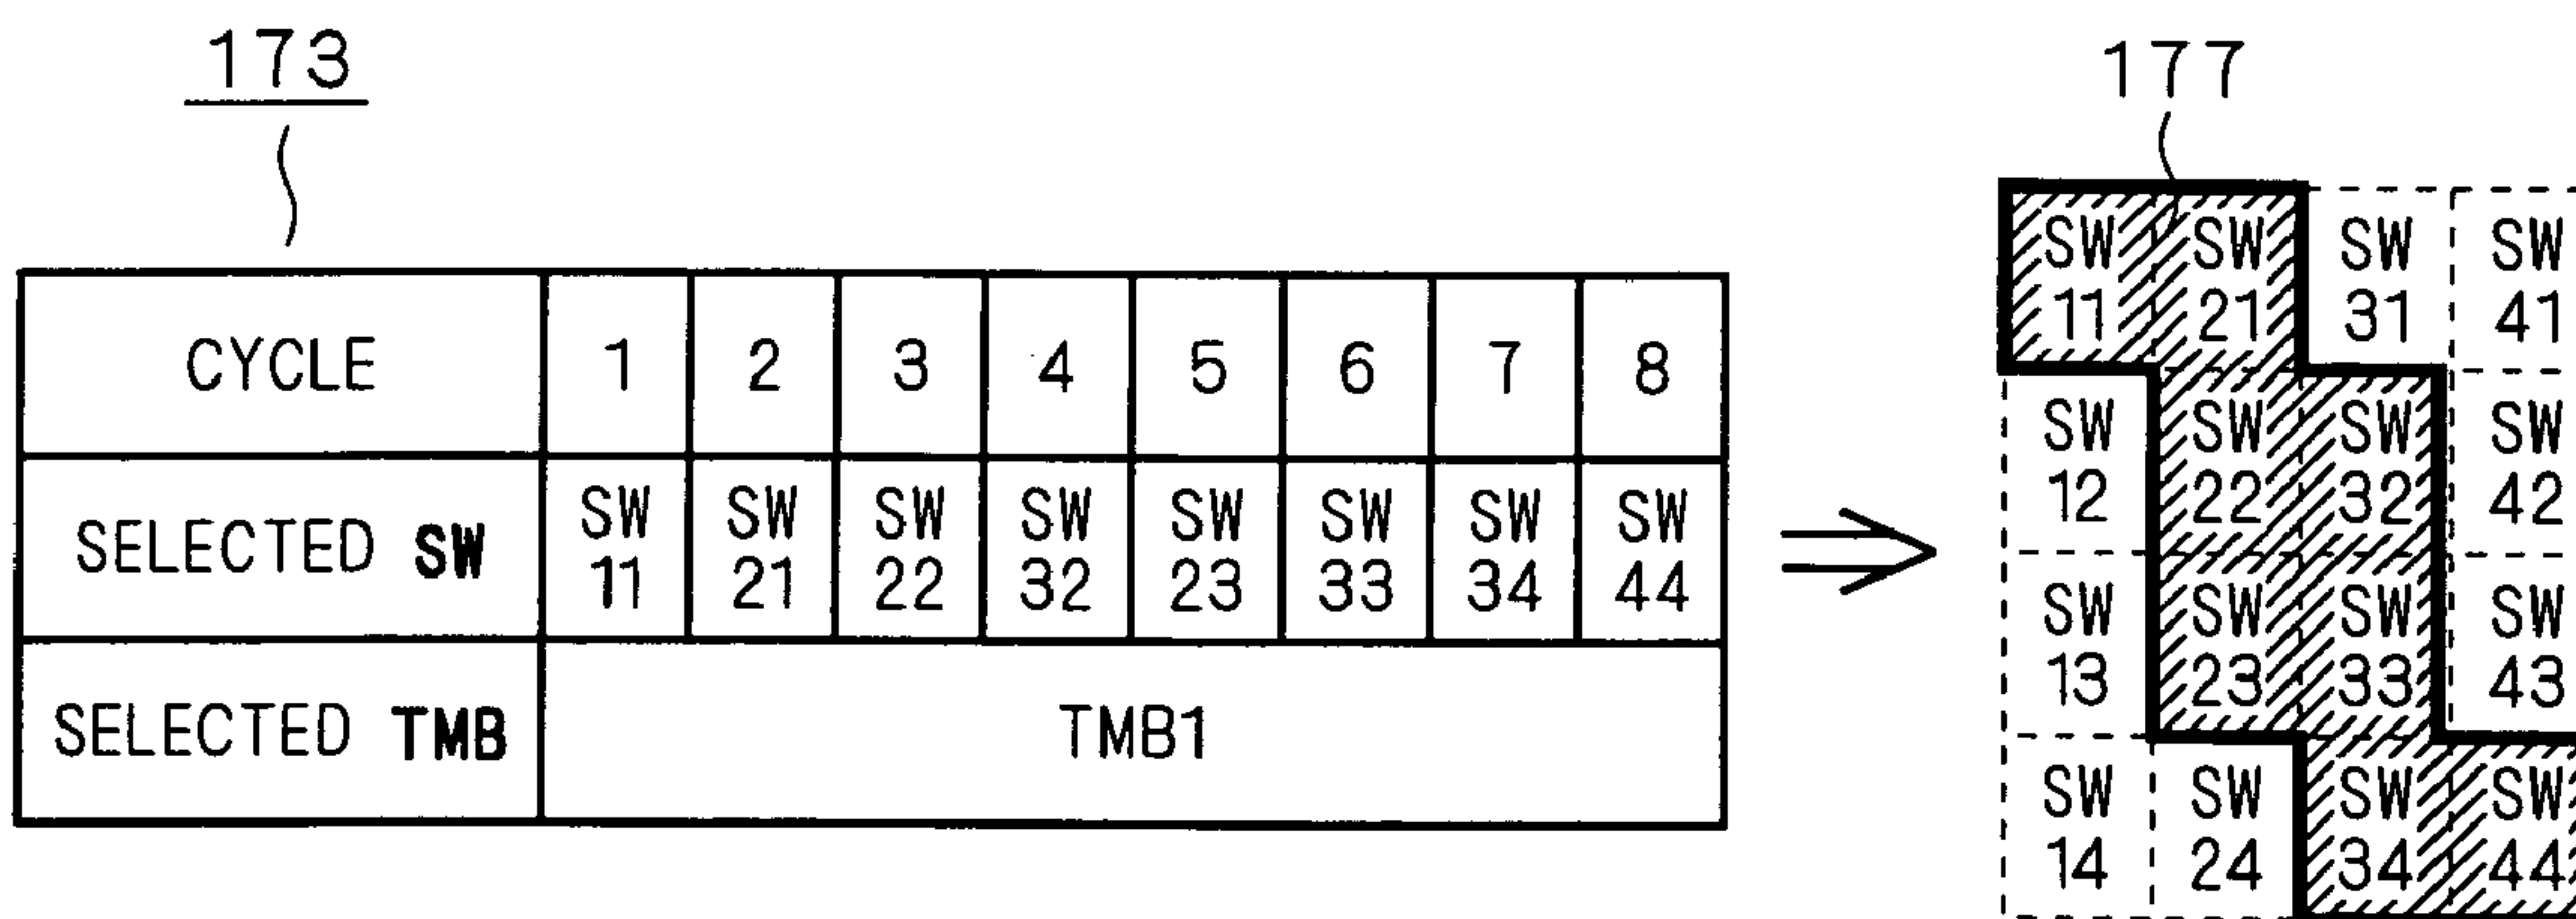 173
CYCLE 1 2 3 4 5 6 7 8
SELECTED SW SW 11 SW 21 SW 22 SW 32 SW 23 SW 33 SW 34 SW 44
SELECTED TMB TMB1
177
SW 11 SW 21 SW 31 SW 41
SW 12 SW 22 SW 32 SW 42
SW 13 SW 23 SW 33 SW 43
SW 14 SW 24 SW 34 SW 44